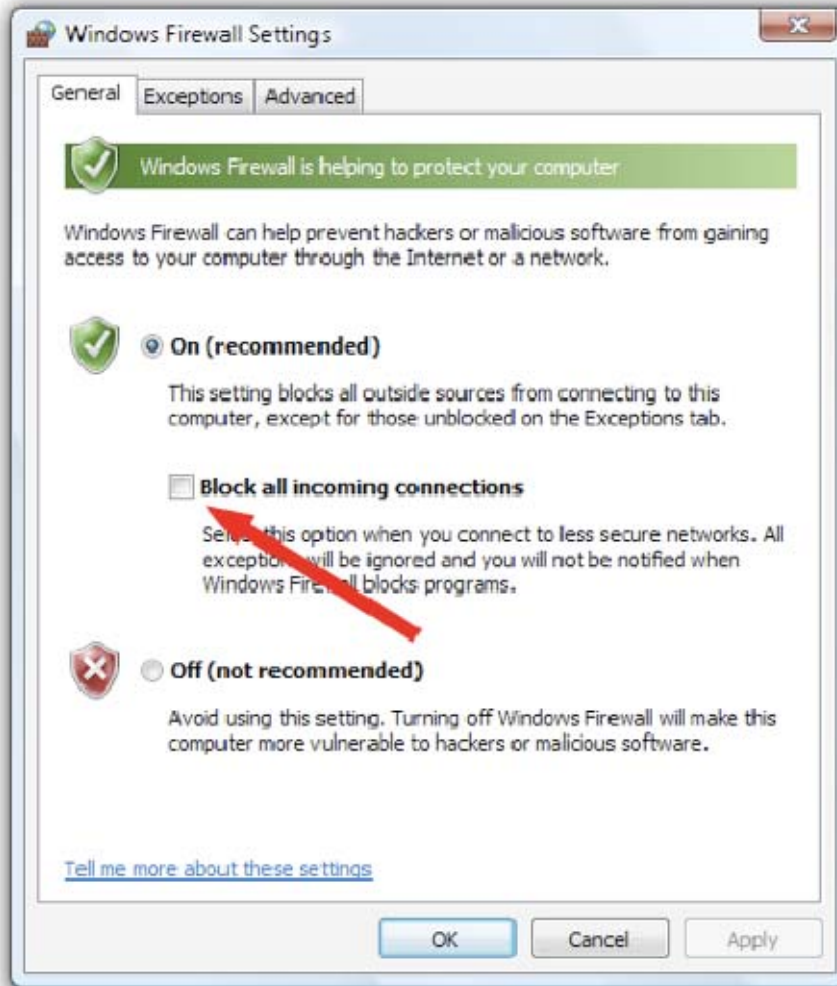 Windows Firewall Settings
General Exceptions Advanced
Windows Firewall is helping to protect your computer
Windows Firewall can help prevent hackers or malicious software from gaining
access to your computer through the Internet or a network.
On (recommended)
This setting blocks all outside sources from connecting to this
computer, except for those unblocked on the Exceptions tab.
Block all incoming connections
Select this option when you connect to less secure networks. All
exceptions will be ignored and you will not be notified when
Windows Firewall blocks programs.
Off (not recommended)
Avoid using this setting. Turning off Windows Firewall will make this
computer more vulnerable to hackers or malicious software.
Tell me more about these settings
OK Cancel Apply